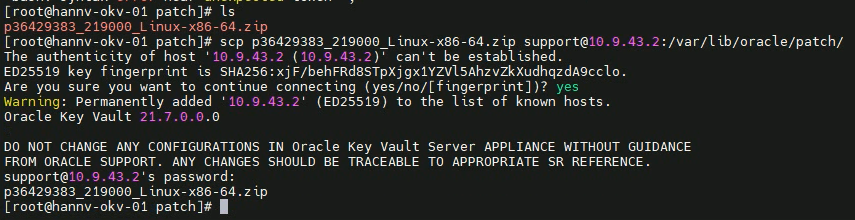 [root@hannv-okv-01 patch]# ls
p36429383_219000_Linux-x86-64.zip
[root@hannv-okv-01 patch]# scp p36429383_219000_Linux-x86-64.zip support@10.9.43.2:/var/lib/oracle/patch/
The authenticity of host '10.9.43.2 (10.9.43.2)' can't be established.
ED25519 key fingerprint is SHA256:xjF/behFRd8STpXjgx1YZVl5AhzvZkXudhqzdA9cclo.
Are you sure you want to continue connecting (yes/no/[fingerprint])? yes
Warning: Permanently added '10.9.43.2' (ED25519) to the list of known hosts.
Oracle Key Vault 21.7.0.0.0
DO NOT CHANGE ANY CONFIGURATIONS IN Oracle Key Vault Server APPLIANCE WITHOUT GUIDANCE
FROM ORACLE SUPPORT. ANY CHANGES SHOULD BE TRACEABLE TO APPROPRIATE SR REFERENCE.
support@10.9.43.2's password:
p36429383_219000_Linux-x86-64.zip
[root@hannv-okv-01 patch]#